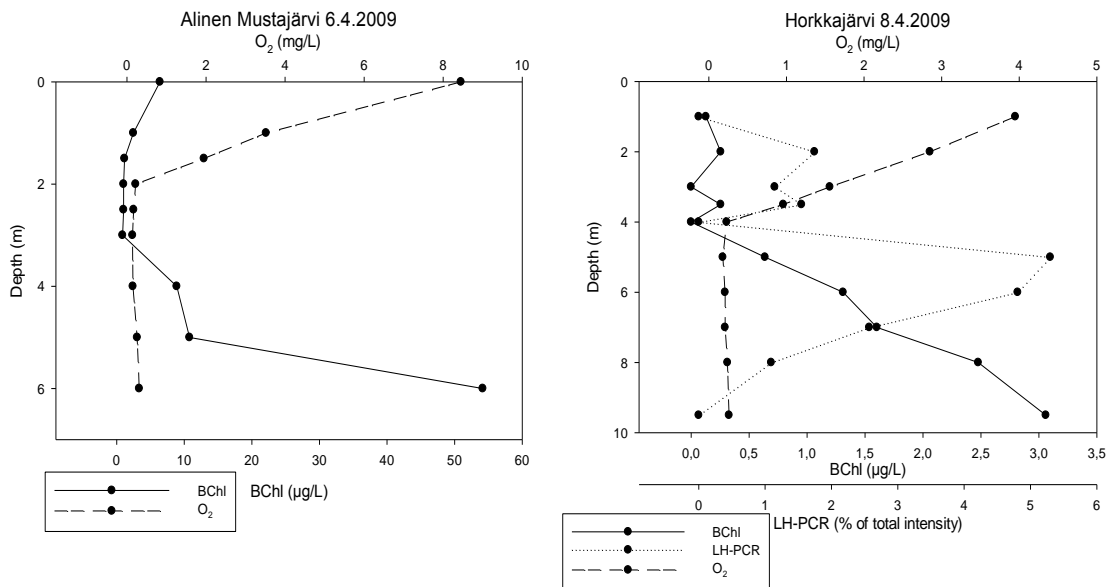 Alinen Mustajärvi 6.4.2009
O2 (mg/L)
0 2 4 6 8 10
Depth (m)
0
2
4
6
0 10 20 30 40 50 60
BChl (µg/L)
BChl
O2
Horkkajärvi 8.4.2009
O2 (mg/L)
0 1 2 3 4 5
Depth (m)
0
2
4
6
8
10
0,0 0,5 1,0 1,5 2,0 2,5 3,0 3,5
BChl (µg/L)
0 1 2 3 4 5 6
LH-PCR (% of total intensity)
BChl
LH-PCR
O2